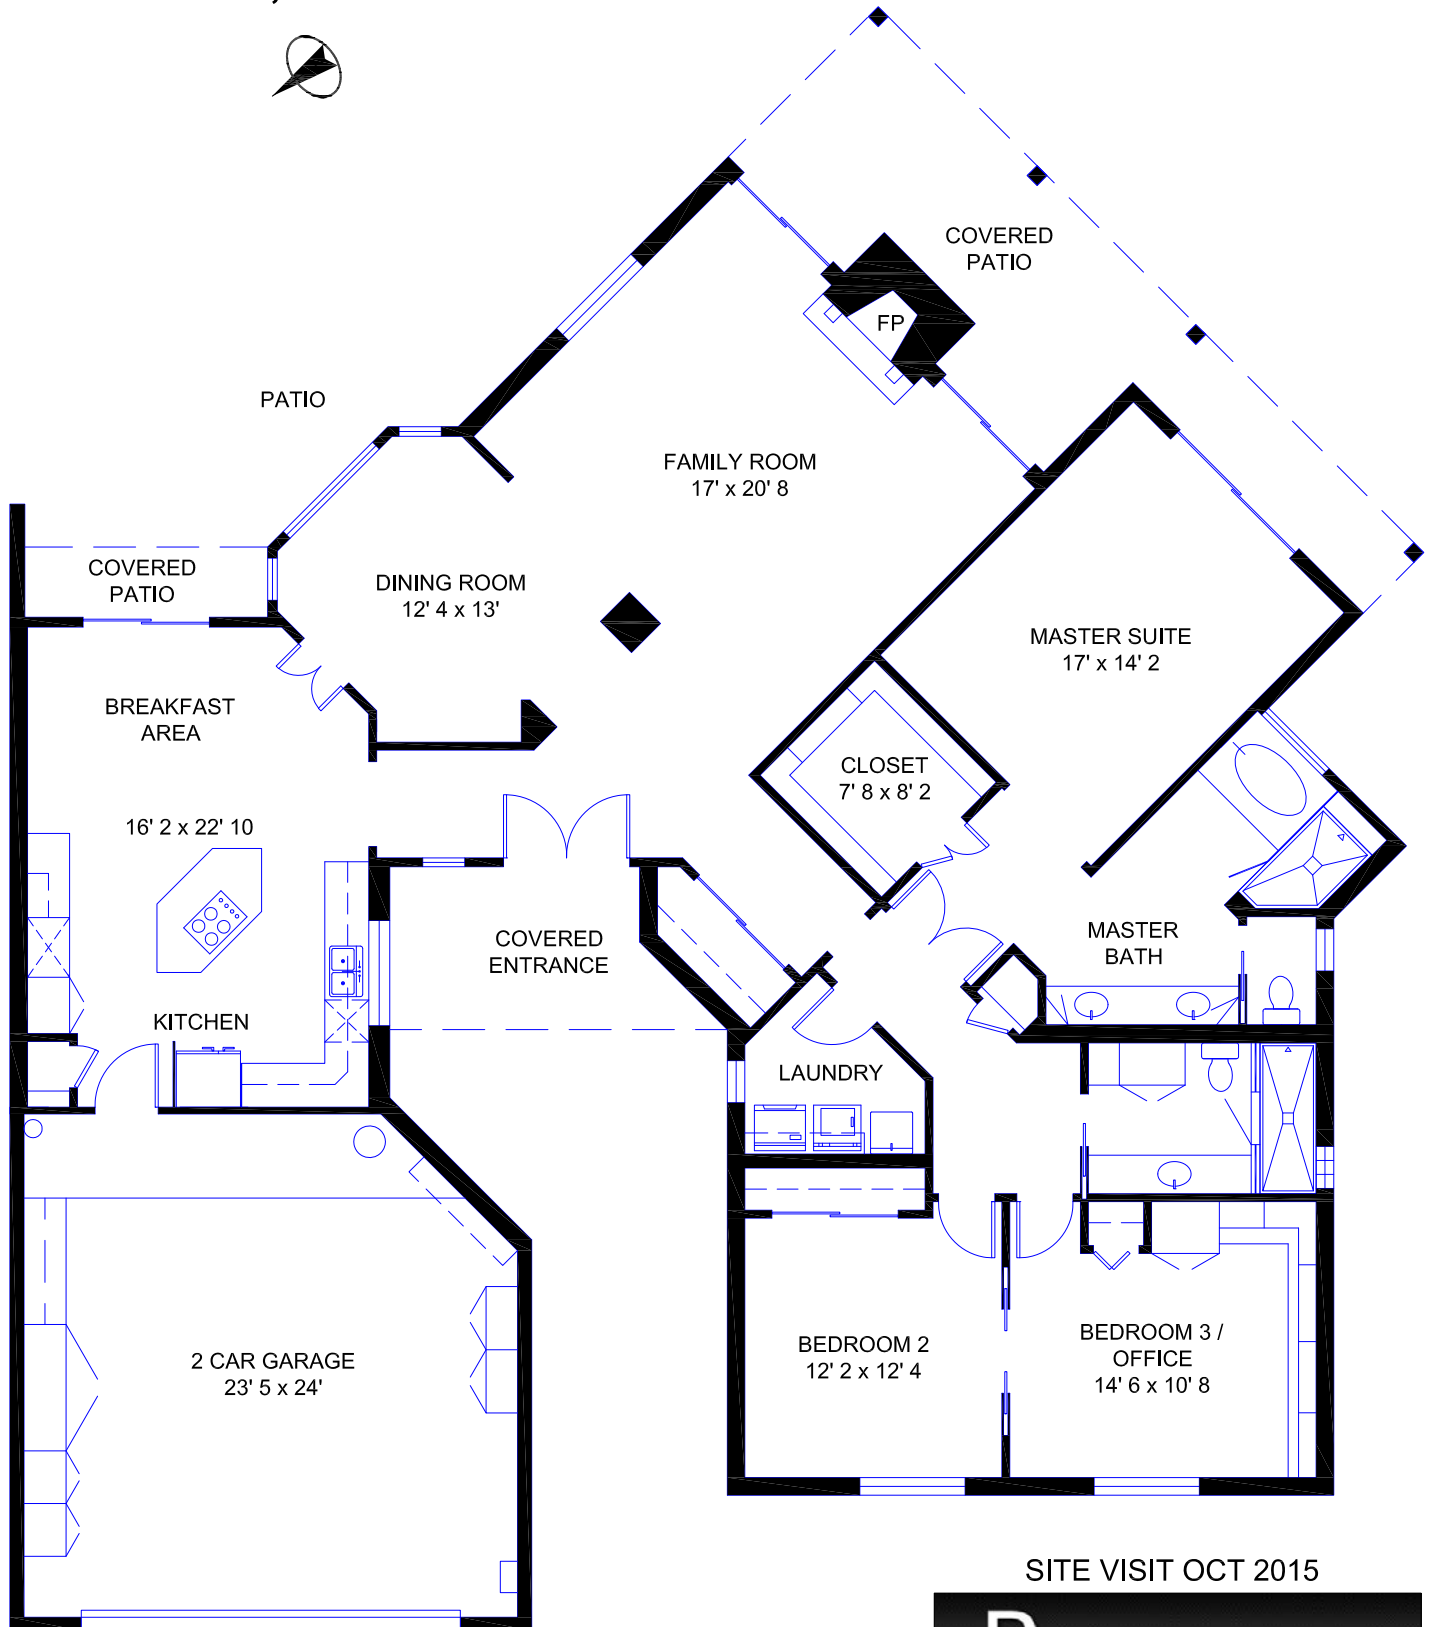 COVERED
PATIO
FP
PATIO
FAMILY ROOM
17' x 20' 8
COVERED
PATIO
DINING ROOM
12' 4 x 13'
MASTER SUITE
17' x 14' 2
BREAKFAST
AREA
CLOSET
7' 8 x 8' 2
16' 2 x 22' 10
COVERED
ENTRANCE
MASTER
BATH
KITCHEN
LAUNDRY
BEDROOM 2
12' 2 x 12' 4
BEDROOM 3 /
OFFICE
14' 6 x 10' 8
2 CAR GARAGE
23' 5 x 24'
SITE VISIT OCT 2015